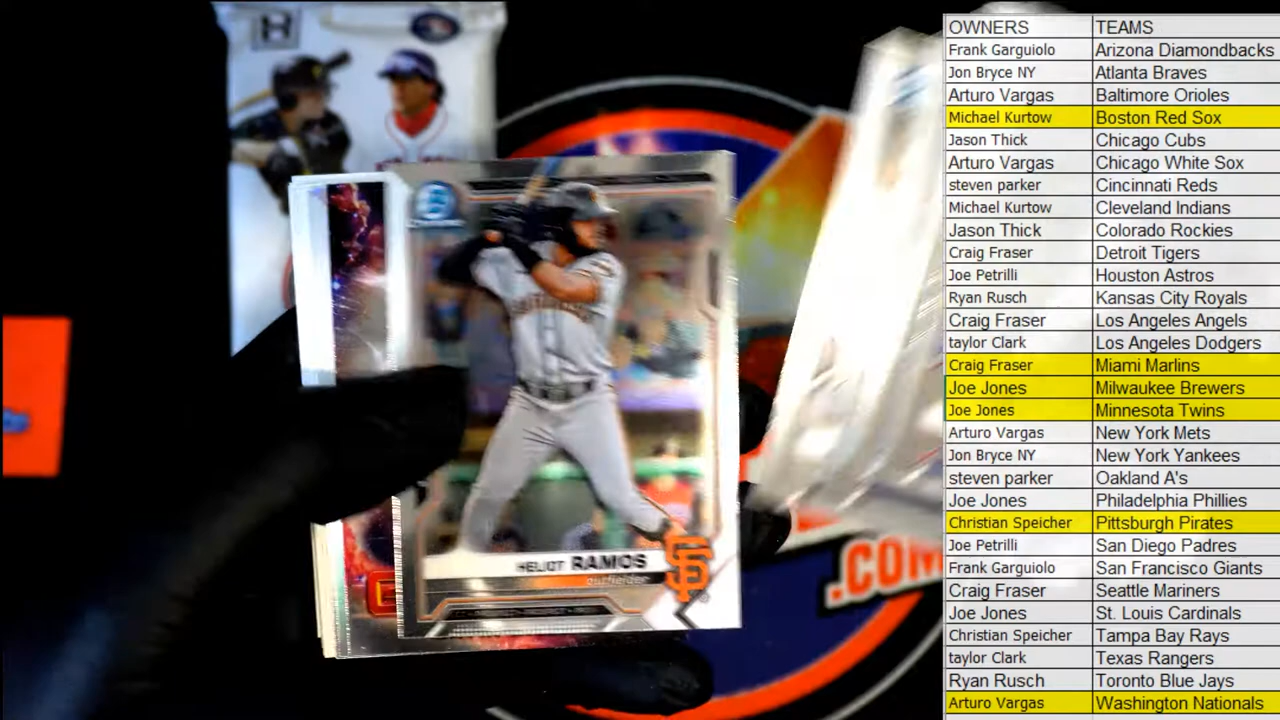 OWNERS TEAMS
Frank Garguiolo Arizona Diamondbacks
Jon Bryce NY Atlanta Braves
Arturo Vargas Baltimore Orioles
Michael Kurtow Boston Red Sox
Jason Thick Chicago Cubs
Arturo Vargas Chicago White Sox
steven parker Cincinnati Reds
Michael Kurtow Cleveland Indians
Jason Thick Colorado Rockies
Craig Fraser Detroit Tigers
Joe Petrilli Houston Astros
Ryan Rusch Kansas City Royals
Craig Fraser Los Angeles Angels
taylor Clark Los Angeles Dodgers
Craig Fraser Miami Marlins
Joe Jones Milwaukee Brewers
Joe Jones Minnesota Twins
Arturo Vargas New York Mets
Jon Bryce NY New York Yankees
steven parker Oakland A's
Joe Jones Philadelphia Phillies
Christian Speicher Pittsburgh Pirates
Joe Petrilli San Diego Padres
Frank Garguiolo San Francisco Giants
Craig Fraser Seattle Mariners
Joe Jones St. Louis Cardinals
Christian Speicher Tampa Bay Rays
taylor Clark Texas Rangers
Ryan Rusch Toronto Blue Jays
Arturo Vargas Washington Nationals
H
HELIOT RAMOS
outfielder
SF
.COM